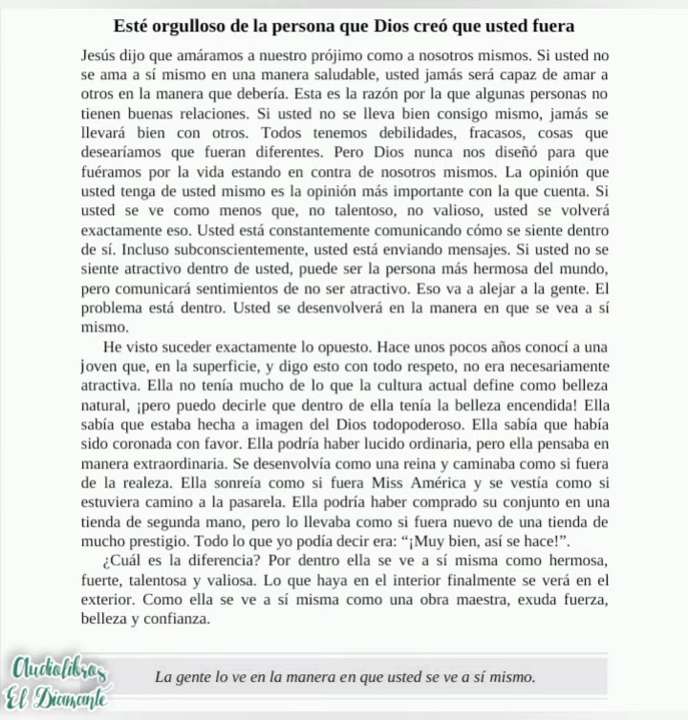 Esté orgulloso de la persona que Dios creó que usted fuera
Jesús dijo que amáramos a nuestro prójimo como a nosotros mismos. Si usted no
se ama a sí mismo en una manera saludable, usted jamás será capaz de amar a
otros en la manera que debería. Esta es la razón por la que algunas personas no
tienen buenas relaciones. Si usted no se lleva bien consigo mismo, jamás se
llevará bien con otros. Todos tenemos debilidades, fracasos, cosas que
desearíamos que fueran diferentes. Pero Dios nunca nos diseñó para que
fuéramos por la vida estando en contra de nosotros mismos. La opinión que
usted tenga de usted mismo es la opinión más importante con la que cuenta. Si
usted se ve como menos que, no talentoso, no valioso, usted se volverá
exactamente eso. Usted está constantemente comunicando cómo se siente dentro
de sí. Incluso subconscientemente, usted está enviando mensajes. Si usted no se
siente atractivo dentro de usted, puede ser la persona más hermosa del mundo,
pero comunicará sentimientos de no ser atractivo. Eso va a alejar a la gente. El
problema está dentro. Usted se desenvolverá en la manera en que se vea a sí
mismo.
He visto suceder exactamente lo opuesto. Hace unos pocos años conocí a una
joven que, en la superficie, y digo esto con todo respeto, no era necesariamente
atractiva. Ella no tenía mucho de lo que la cultura actual define como belleza
natural, ¡pero puedo decirle que dentro de ella tenía la belleza encendida! Ella
sabía que estaba hecha a imagen del Dios todopoderoso. Ella sabía que había
sido coronada con favor. Ella podría haber lucido ordinaria, pero ella pensaba en
manera extraordinaria. Se desenvolvía como una reina y caminaba como si fuera
de la realeza. Ella sonreía como si fuera Miss América y se vestía como si
estuviera camino a la pasarela. Ella podría haber comprado su conjunto en una
tienda de segunda mano, pero lo llevaba como si fuera nuevo de una tienda de
mucho prestigio. Todo lo que yo podía decir era: “¡Muy bien, así se hace!”.
¿Cuál es la diferencia? Por dentro ella se ve a sí misma como hermosa,
fuerte, talentosa y valiosa. Lo que haya en el interior finalmente se verá en el
exterior. Como ella se ve a sí misma como una obra maestra, exuda fuerza,
belleza y confianza.
La gente lo ve en la manera en que usted se ve a sí mismo.
Audiolibros
El Diamante